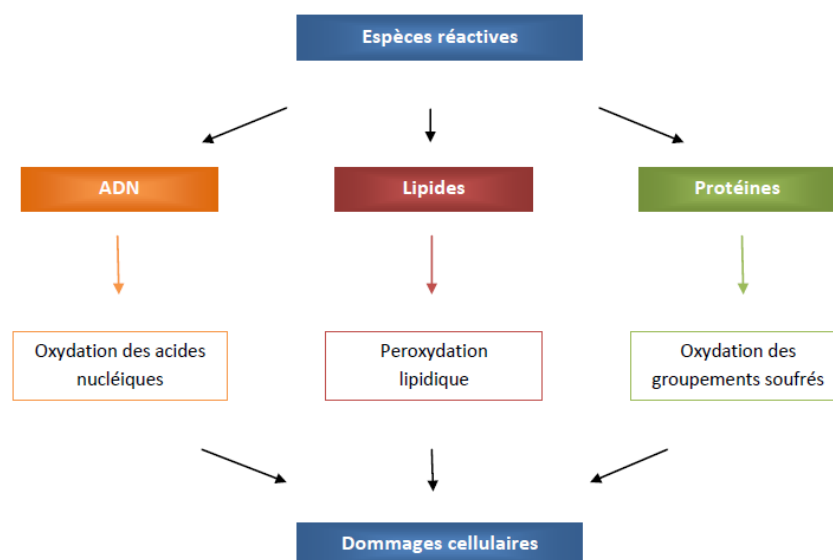 Espèces réactives
ADN
Lipides
Protéines
Oxydation des acides
nucléiques
Peroxydation
lipidique
Oxydation des
groupements soufrés
Dommages cellulaires